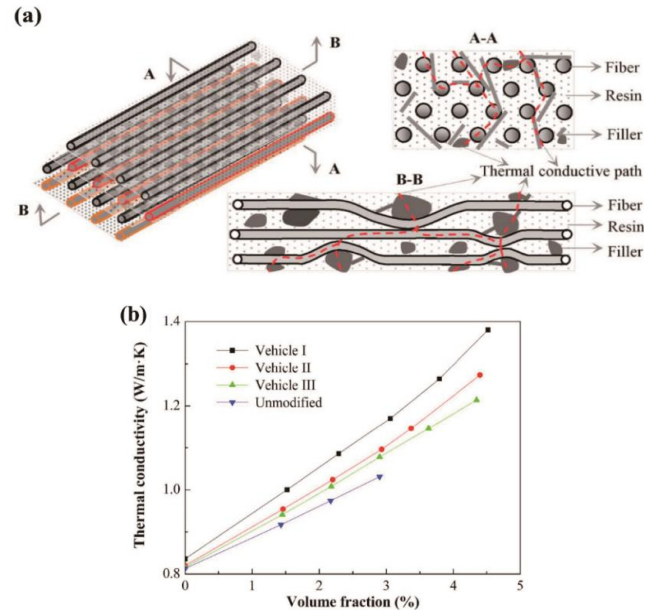 (a)
A
B
B
A
A-A
Fiber
Resin
Filler
Thermal conductive path
B-B
Fiber
Resin
Filler
(b)
Thermal conductivity (W/m·K)
1.4
1.2
1.0
0.8
Vehicle I
Vehicle II
Vehicle III
Unmodified
0 1 2 3 4 5
Volume fraction (%)